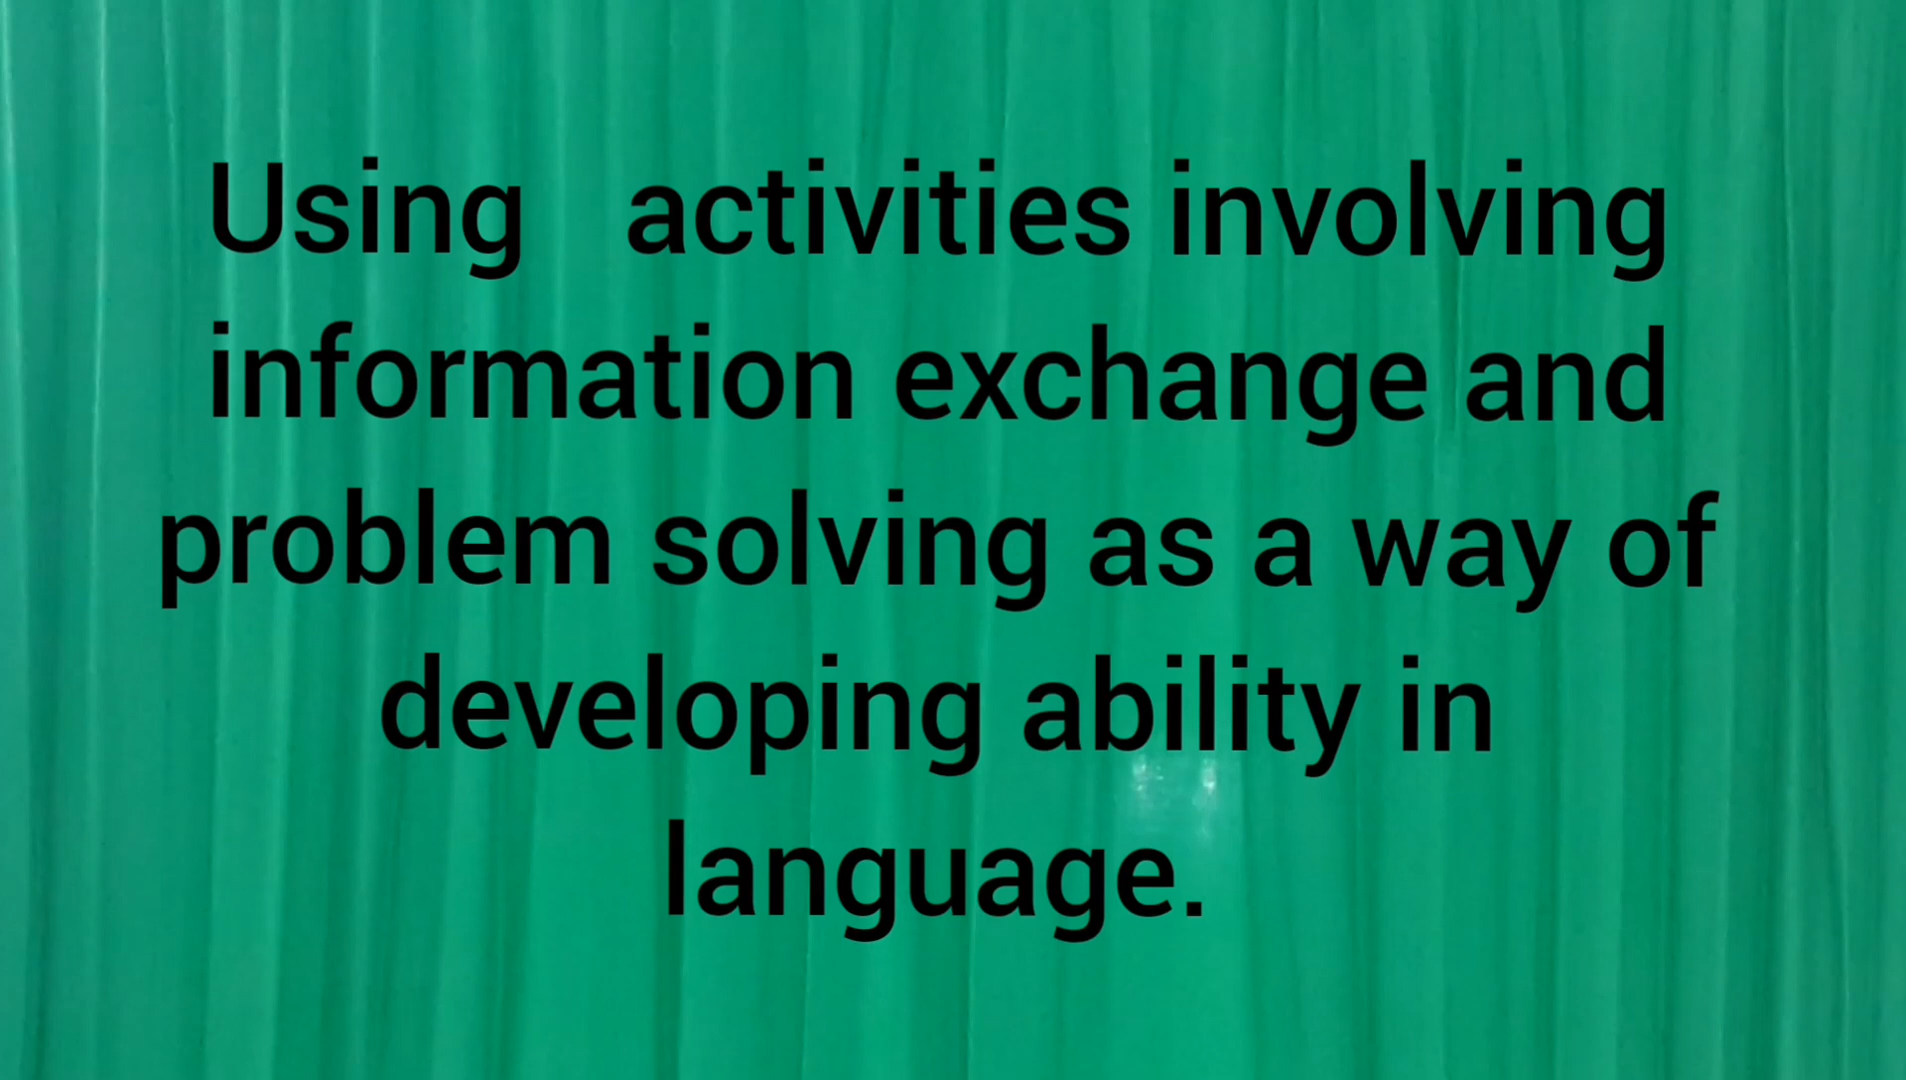 Using activities involving
information exchange and
problem solving as a way of
developing ability in
language.